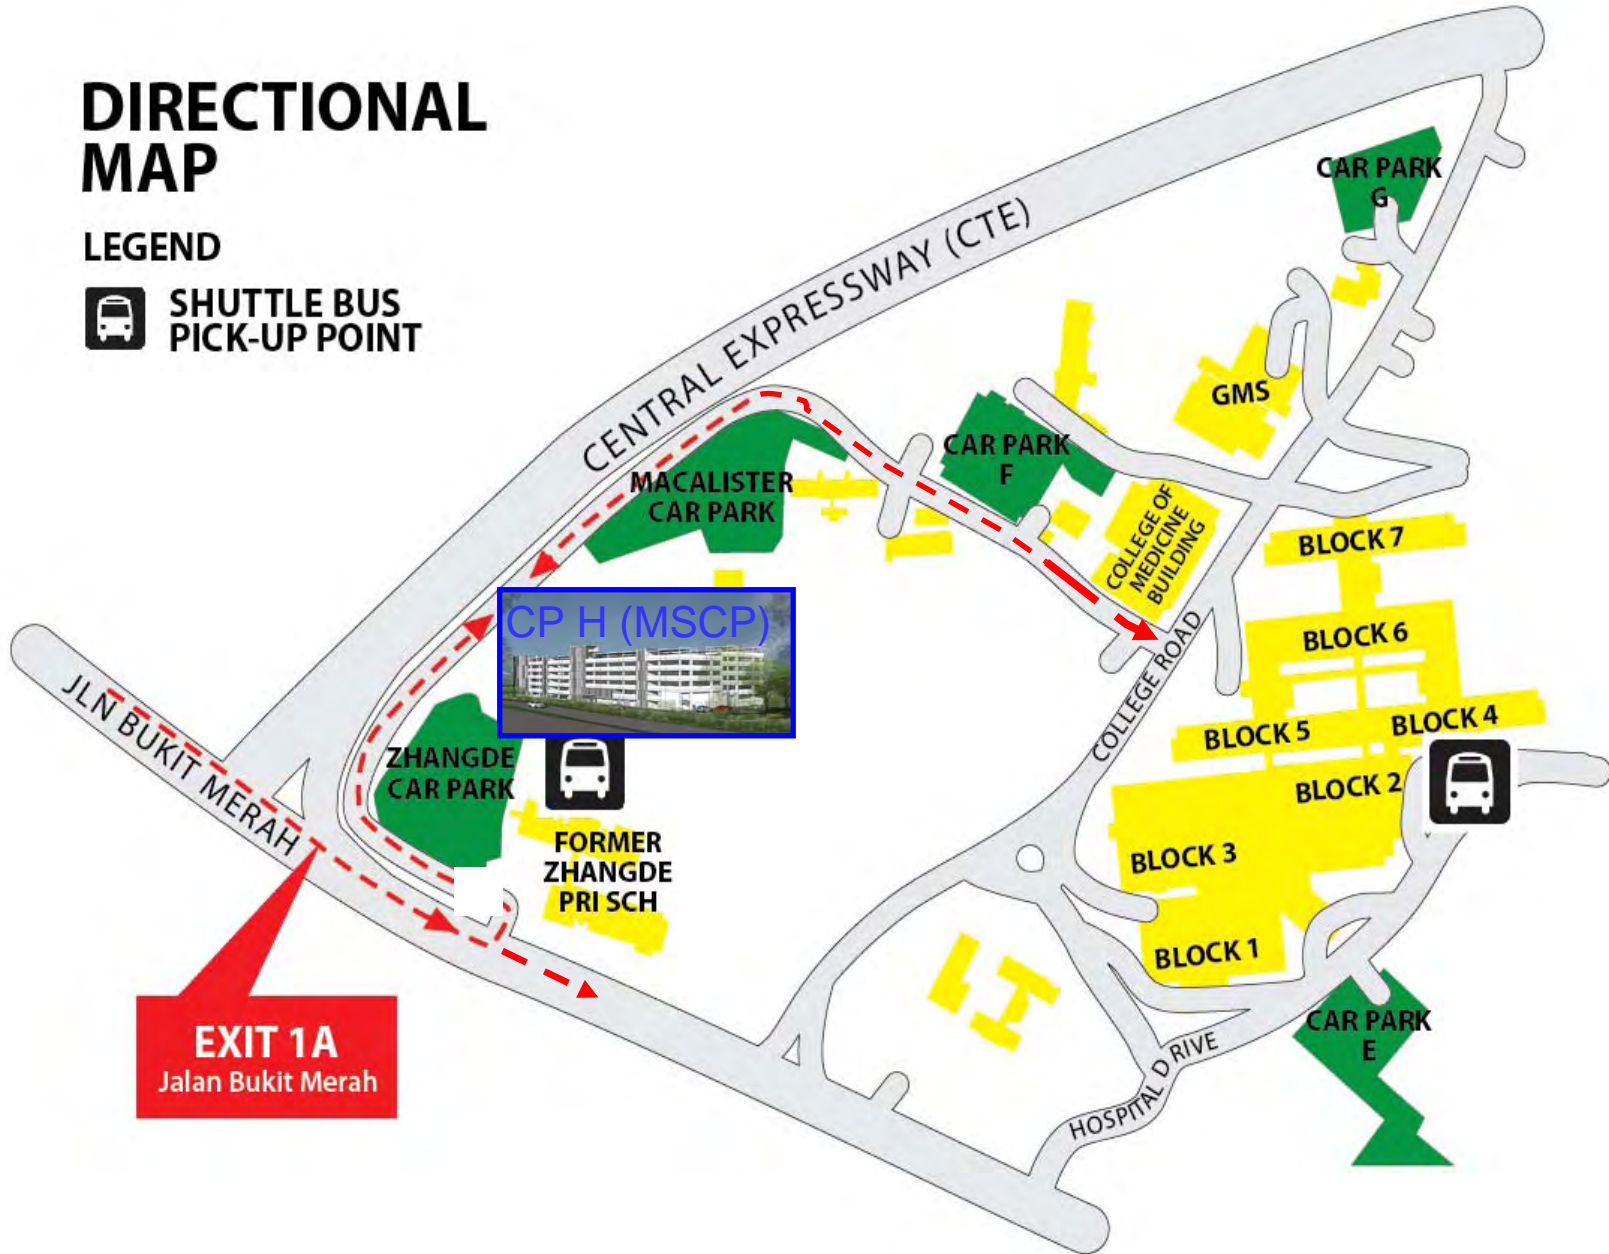 DIRECTIONAL
MAP
LEGEND
SHUTTLE BUS
PICK-UP POINT
CENTRAL EXPRESSWAY (CTE)
CAR PARK
G
GMS
CAR PARK
F
MACALISTER
CAR PARK
COLLEGE OF
MEDICINE
BUILDING
BLOCK 7
CP H (MSCP)
BLOCK 6
COLLEGE ROAD
BLOCK 5
BLOCK 4
JLN BUKIT MERAH
ZHANGDE
CAR PARK
BLOCK 2
FORMER
ZHANGDE
PRI SCH
BLOCK 3
BLOCK 1
EXIT 1A
Jalan Bukit Merah
CAR PARK
E
HOSPITAL D RIVE